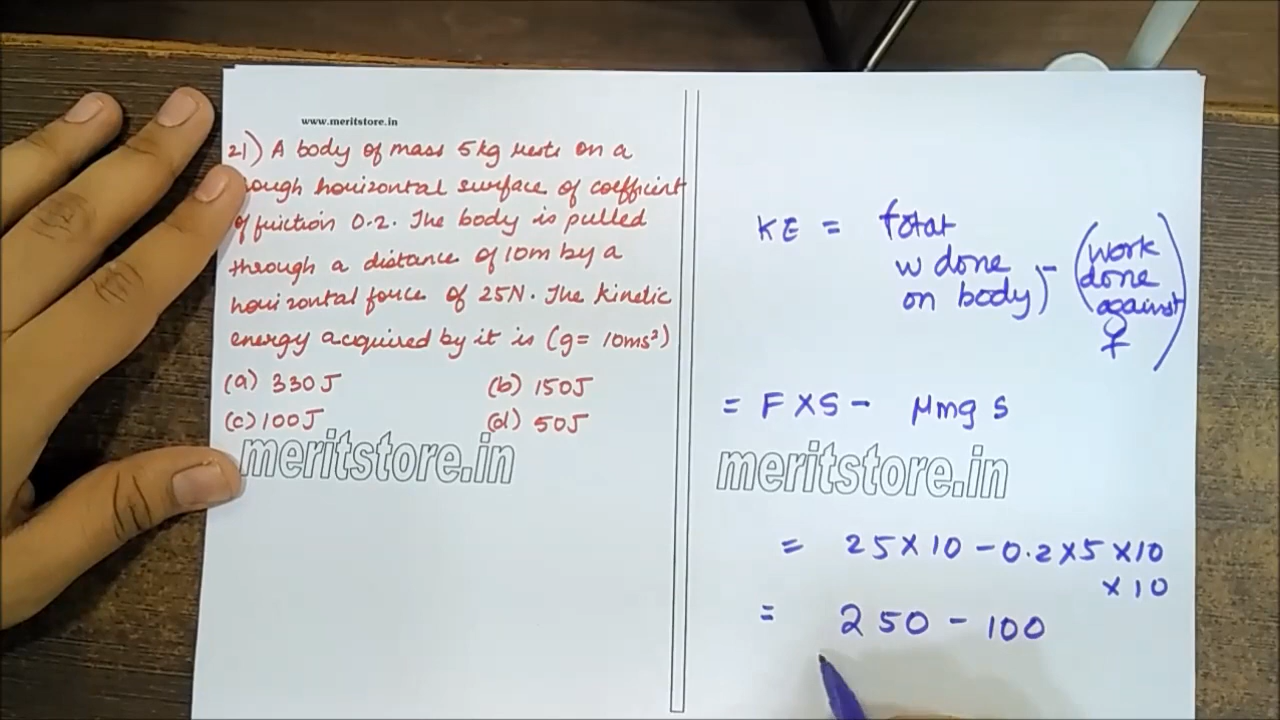 www.meritstore.in
21) A body of mass 5kg rests on a
rough horizontal surface of coefficient
of friction 0.2. The body is pulled
through a distance of 10m by a
horizontal force of 25N. The kinetic
energy acquired by it is (g= 10ms²)
(a) 330J (b) 150J
(c) 100J (d) 50J
meritstore.in
KE = total
w done
on body) - (work
done
against
f)
= F×S - μmg s
meritstore.in
= 25×10 - 0.2×5×10
×10
= 250 - 100